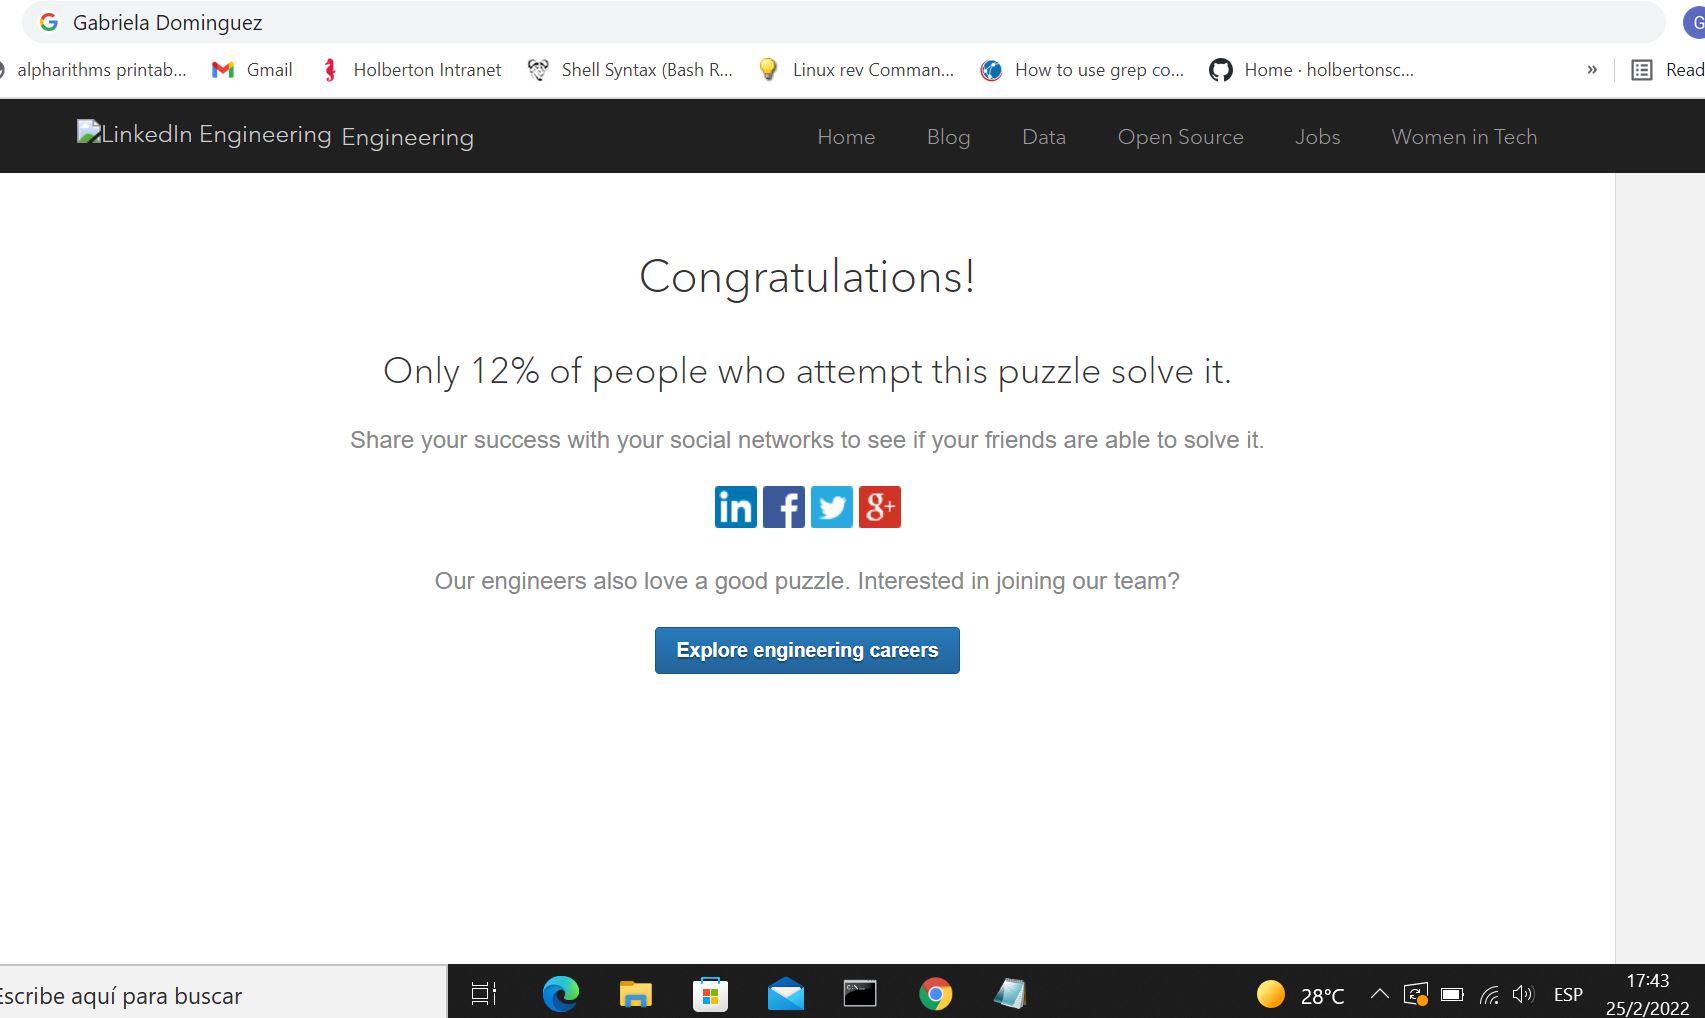 Gabriela Dominguez
alpharithms printab... Gmail Holberton Intranet Shell Syntax (Bash R... Linux rev Comman... How to use grep co... Home · holbertonsc... » Read
LinkedIn Engineering Engineering Home Blog Data Open Source Jobs Women in Tech
Congratulations!
Only 12% of people who attempt this puzzle solve it.
Share your success with your social networks to see if your friends are able to solve it.
in f g+
Our engineers also love a good puzzle. Interested in joining our team?
Explore engineering careers
Escribe aquí para buscar 28°C ESP 17:43
25/2/2022